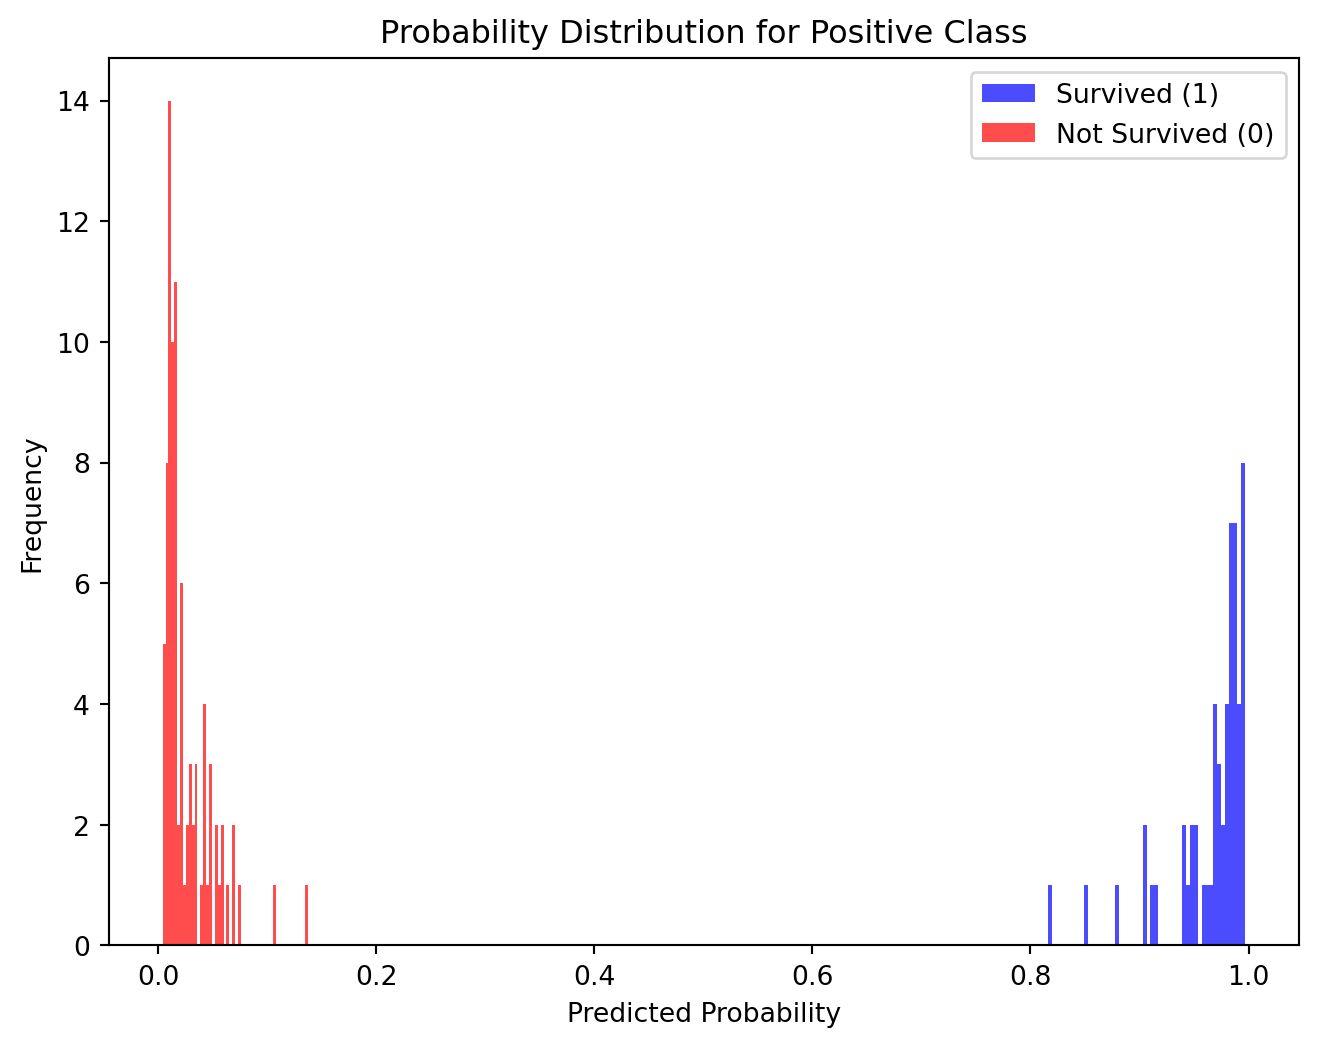 Probability Distribution for Positive Class
Survived (1)
Not Survived (0)
Frequency
14
12
10
8
6
4
2
0
0.0 0.2 0.4 0.6 0.8 1.0
Predicted Probability